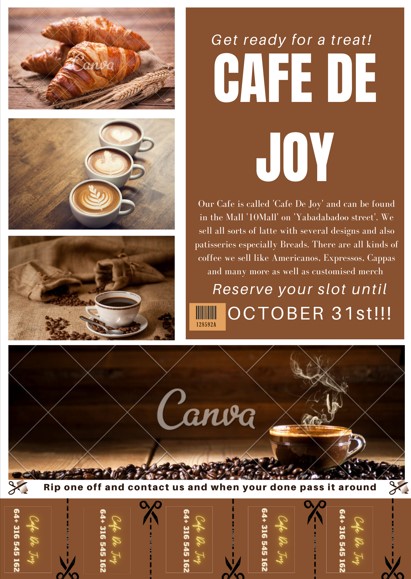 Get ready for a treat!
CAFE DE
JOY
Our Cafe is called 'Cafe De Joy' and can be found
in the Mall '10Mall' on 'Yabadabadoo street'. We
sell all sorts of latte with several designs and also
patisseries especially Breads. There are all kinds of
coffee we sell like Americanos, Expressos, Cappas
and many more as well as customised merch
Reserve your slot until
OCTOBER 31st!!!
Canva
Canva
Rip one off and contact us and when your done pass it around
Cafe De Joy
64+ 316 545 162
Cafe De Joy
64+ 316 545 162
Cafe De Joy
64+ 316 545 162
Cafe De Joy
64+ 316 545 162
Cafe De Joy
64+ 316 545 162